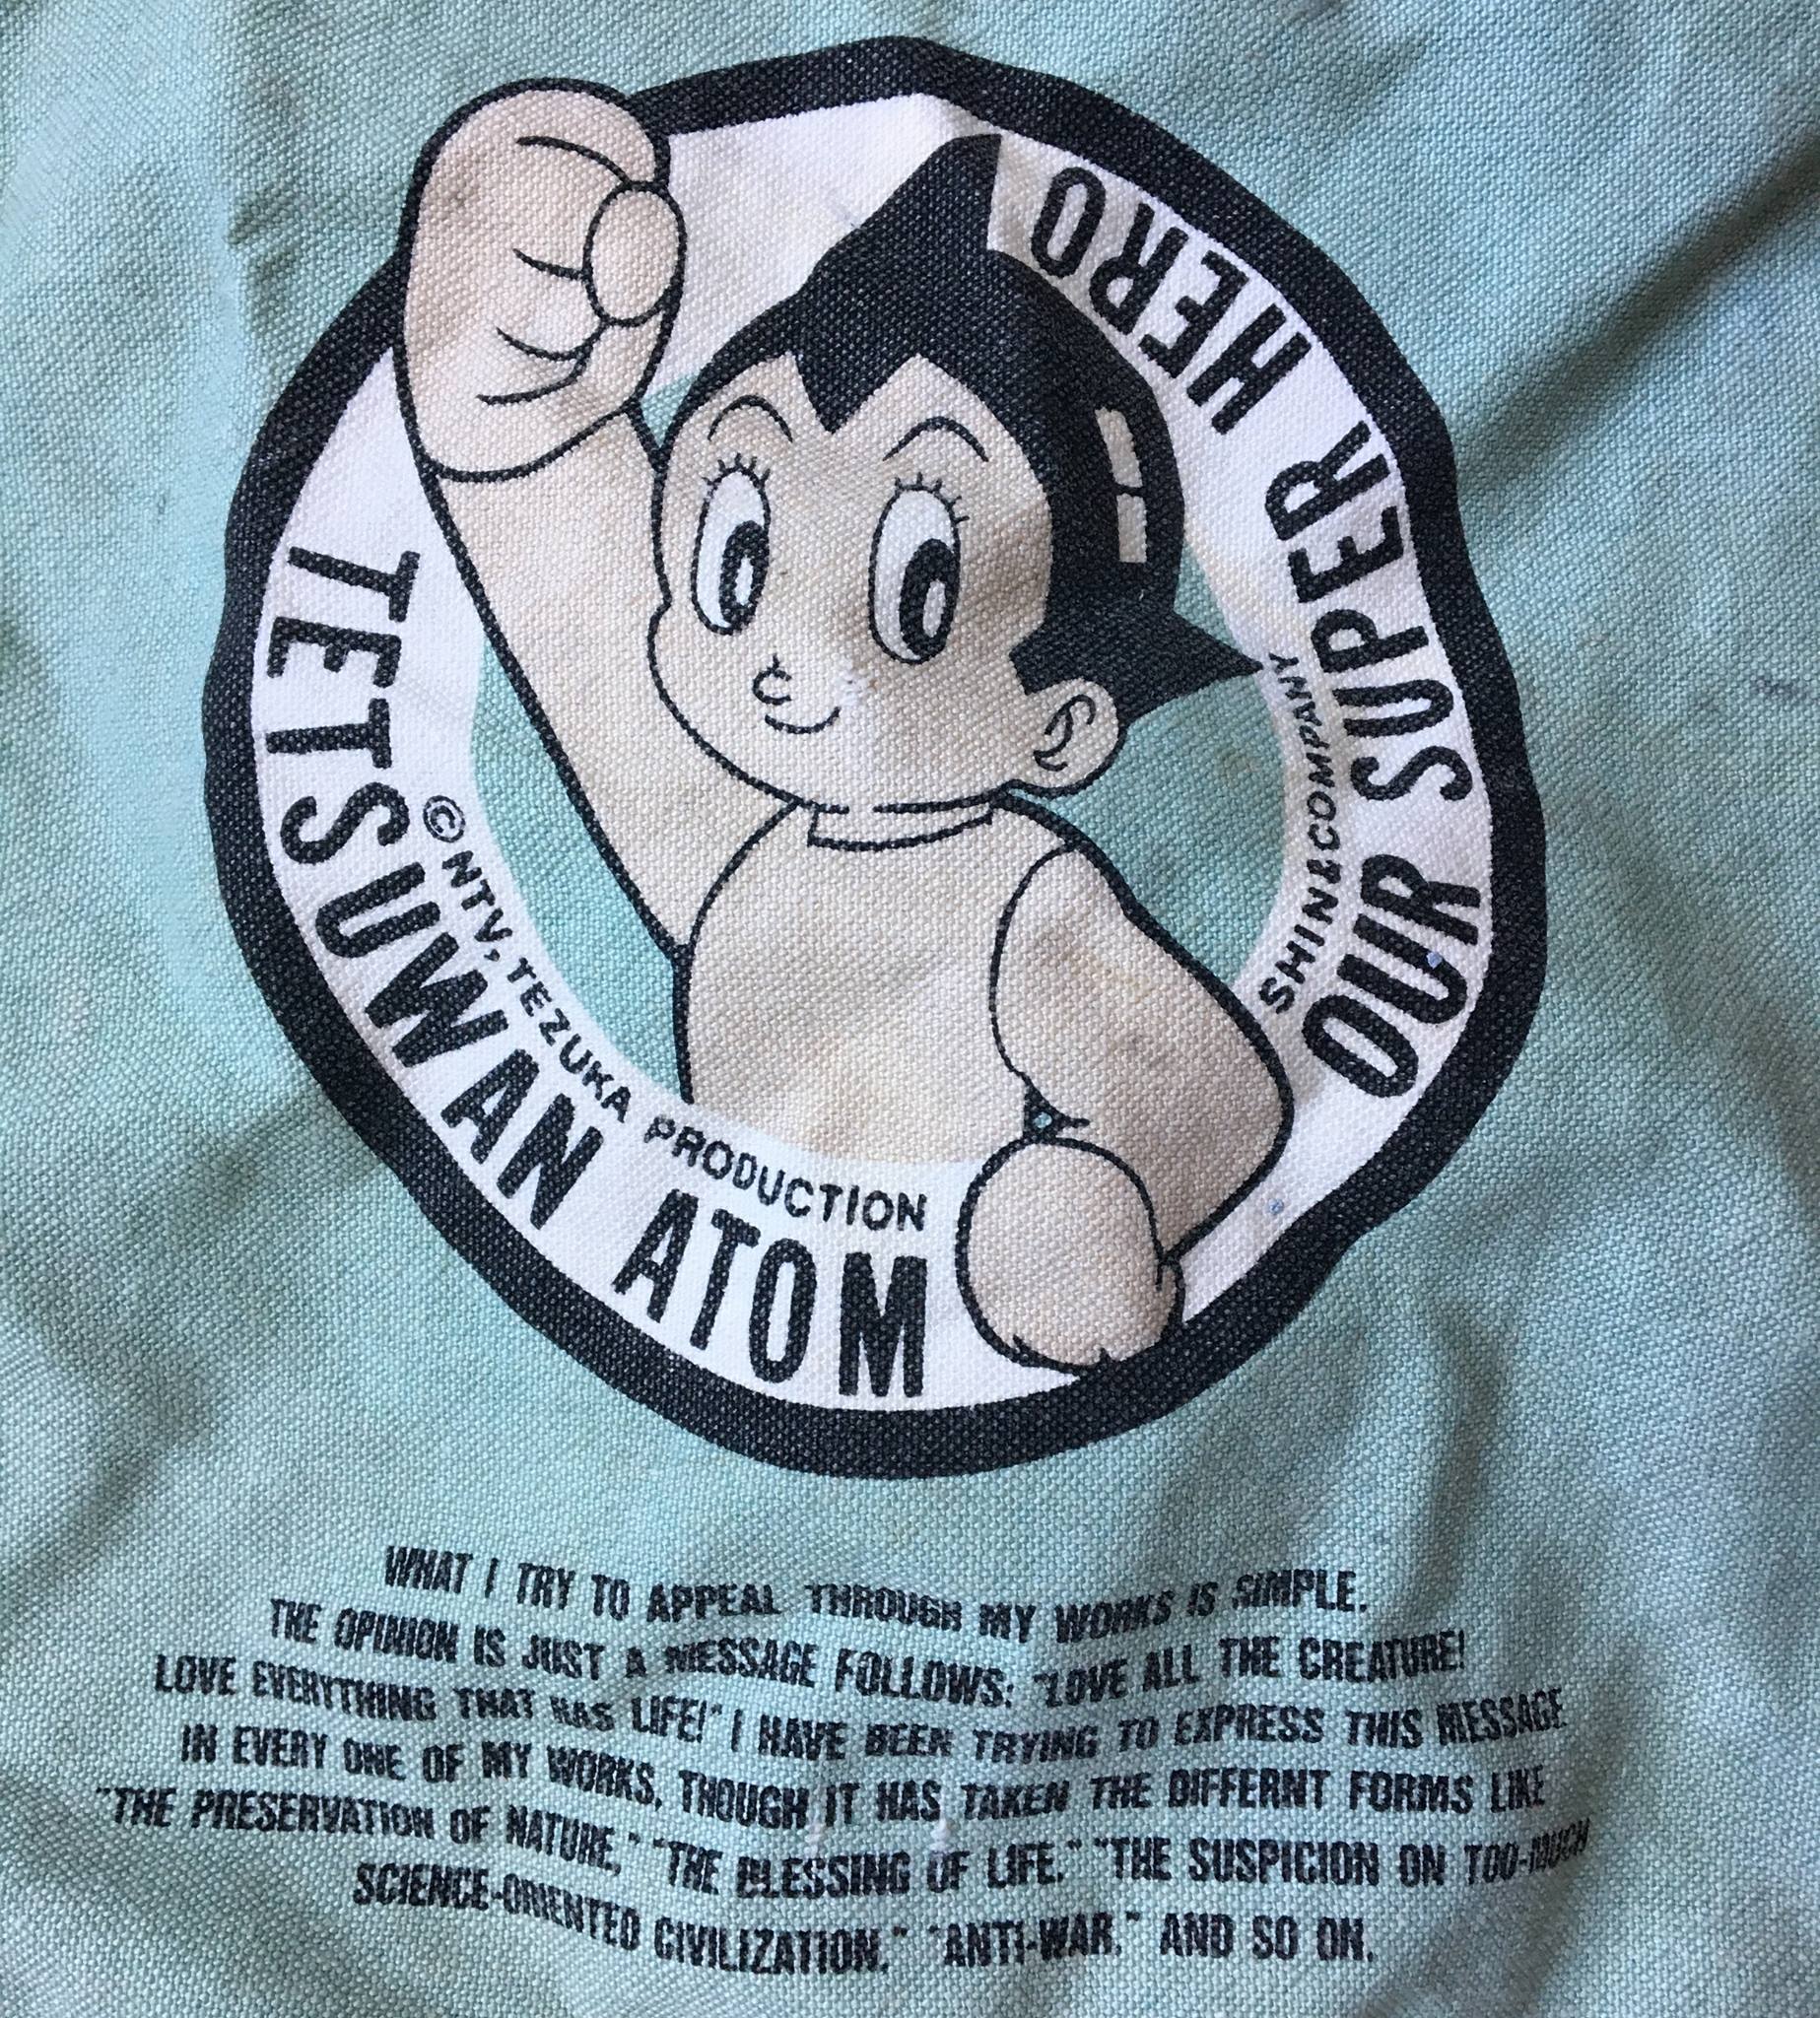 TETSUWAN ATOM
OUR SUPER HERO
© NTV, TEZUKA PRODUCTION
SHIN & COMPANY
WHAT I TRY TO APPEAL THROUGH MY WORKS IS SIMPLE.
THE OPINION IS JUST A MESSAGE FOLLOWS: "LOVE ALL THE CREATURE!
LOVE EVERYTHING THAT HAS LIFE!" I HAVE BEEN TRYING TO EXPRESS THIS MESSAGE
IN EVERY ONE OF MY WORKS, THOUGH IT HAS TAKEN THE DIFFERNT FORMS LIKE
"THE PRESERVATION OF NATURE," "THE BLESSING OF LIFE." "THE SUSPICION ON TOO-MUCH
SCIENCE-ORIENTED CIVILIZATION," "ANTI-WAR," AND SO ON.